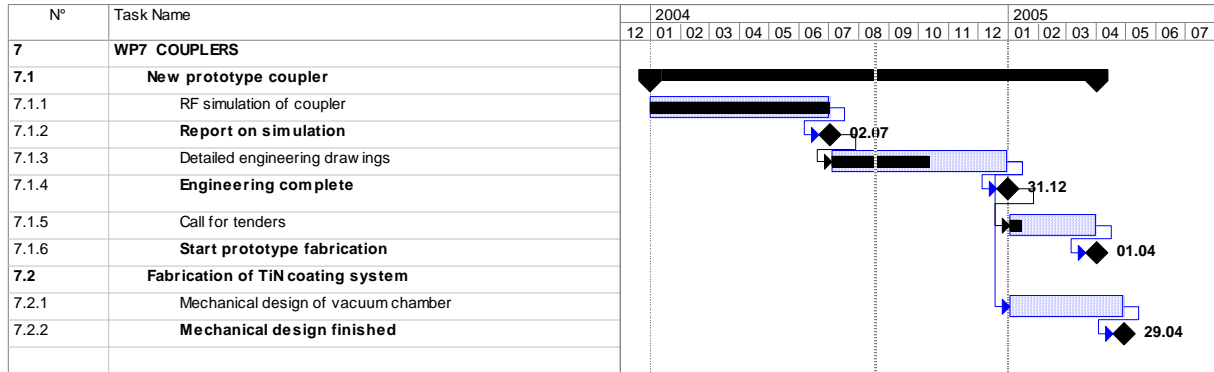 N° Task Name 2004 2005
12 01 02 03 04 05 06 07 08 09 10 11 12 01 02 03 04 05 06 07
7 WP7 COUPLERS
7.1 New prototype coupler
7.1.1 RF simulation of coupler
7.1.2 Report on simulation 02.07
7.1.3 Detailed engineering drawings
7.1.4 Engineering complete 31.12
7.1.5 Call for tenders
7.1.6 Start prototype fabrication 01.04
7.2 Fabrication of TiN coating system
7.2.1 Mechanical design of vacuum chamber
7.2.2 Mechanical design finished 29.04